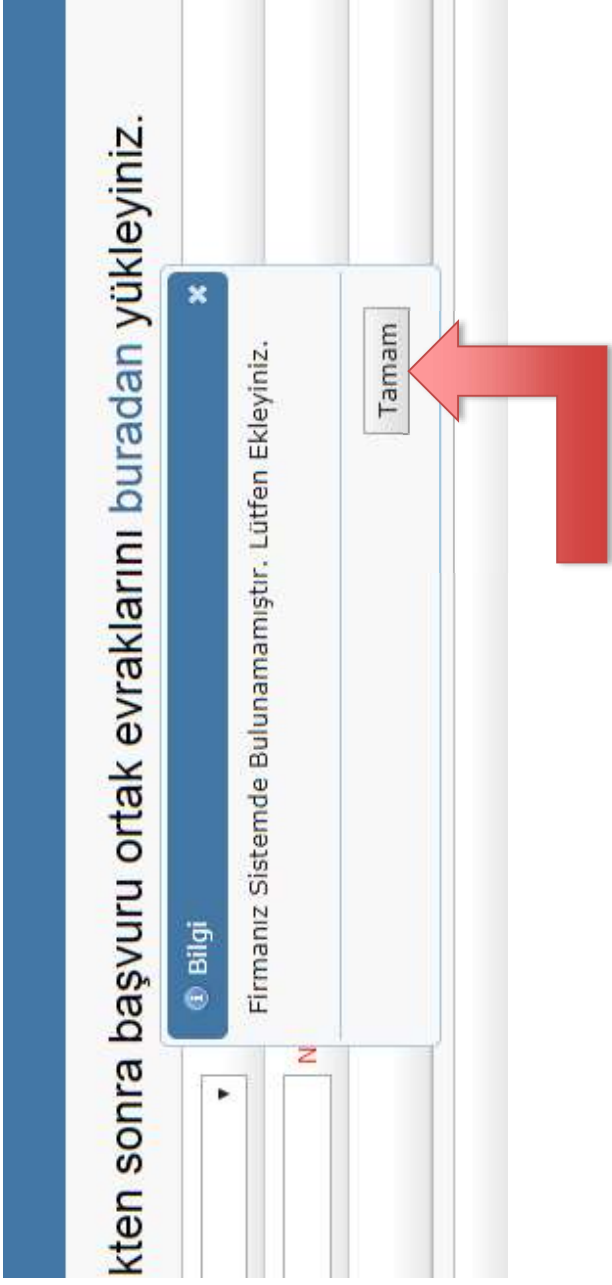 kten sonra başvuru ortak evraklarını buradan yükleyiniz.
Bilgi
Firmanız Sistemde Bulunamamıştır. Lütfen Ekleyiniz.
N
Tamam